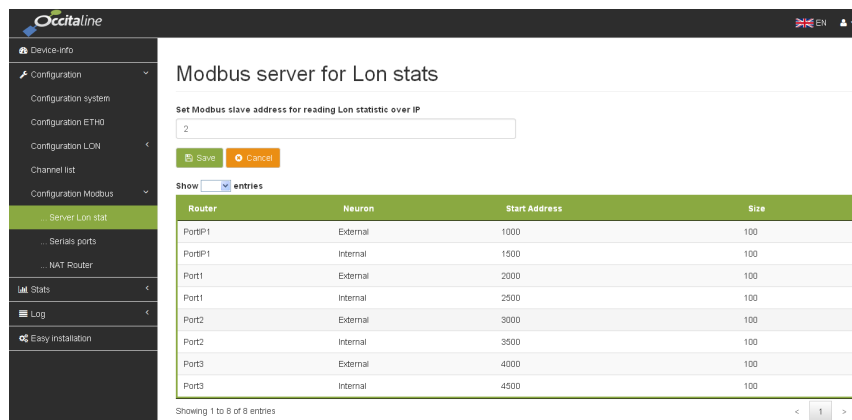 Occitaline
EN
Device-info
Configuration
Configuration system
Configuration ETH0
Configuration LON
Channel list
Configuration Modbus
... Server Lon stat
... Serials ports
... NAT Router
Stats
Log
Easy installation
Modbus server for Lon stats
Set Modbus slave address for reading Lon statistic over IP
2
Save Cancel
Show entries
Router Neuron Start Address Size
PortIP1 External 1000 100
PortIP1 Internal 1500 100
Port1 External 2000 100
Port1 Internal 2500 100
Port2 External 3000 100
Port2 Internal 3500 100
Port3 External 4000 100
Port3 Internal 4500 100
Showing 1 to 8 of 8 entries
< 1 >